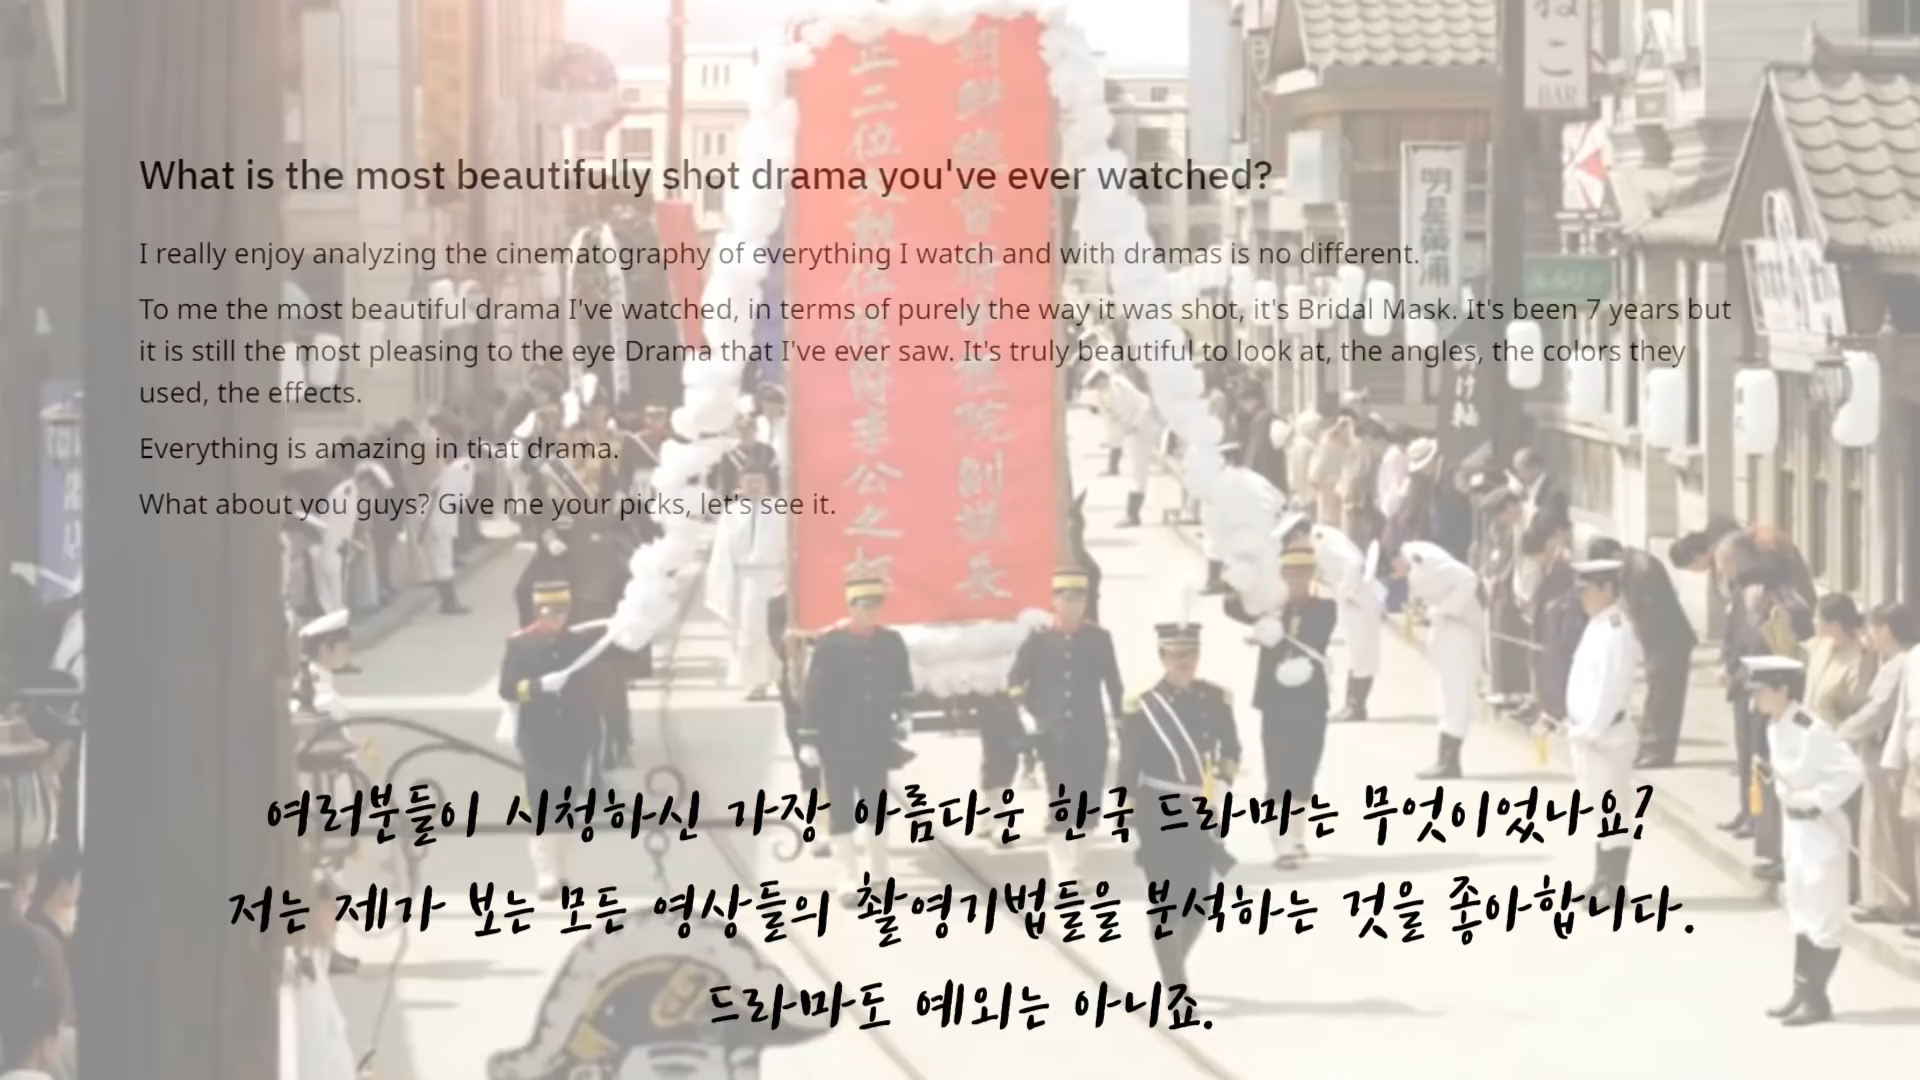 What is the most beautifully shot drama you've ever watched?
I really enjoy analyzing the cinematography of everything I watch and with dramas is no different.
To me the most beautiful drama I've watched, in terms of purely the way it was shot, it's Bridal Mask. It's been 7 years but
it is still the most pleasing to the eye Drama that I've ever saw. It's truly beautiful to look at, the angles, the colors they
used, the effects.
Everything is amazing in that drama.
What about you guys? Give me your picks, let's see it.
여러분들이 시청하신 가장 아름다운 한국 드라마는 무엇이었나요?
저는 제가 보는 모든 영상들의 촬영기법들을 분석하는 것을 좋아합니다.
드라마도 예외는 아니죠.
BAR